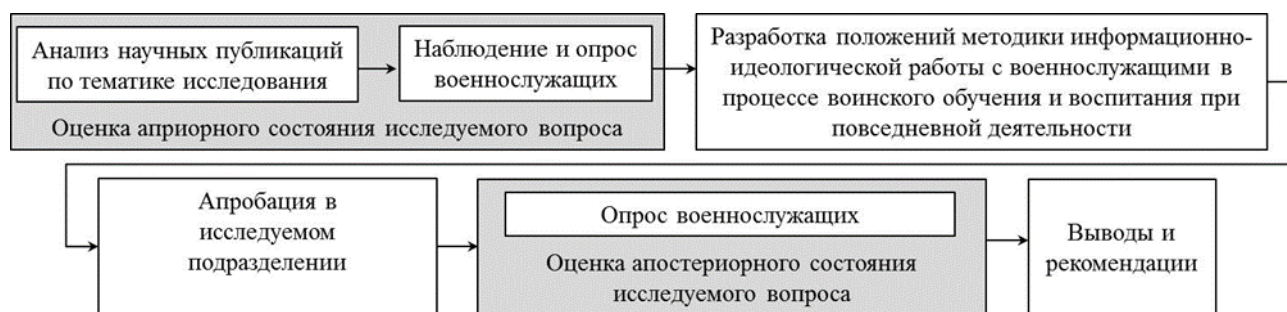 Анализ научных публикаций
по тематике исследования
Наблюдение и опрос
военнослужащих
Оценка априорного состояния исследуемого вопроса
Разработка положений методики информационно-
идеологической работы с военнослужащими в
процессе воинского обучения и воспитания при
повседневной деятельности
Апробация в
исследуемом
подразделении
Опрос военнослужащих
Оценка апостериорного состояния
исследуемого вопроса
Выводы и
рекомендации